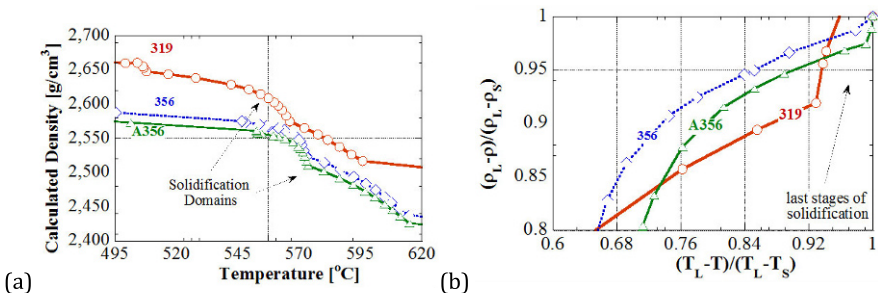 (a)
Calculated Density [g/cm³]
2,700
2,650
2,600
2,550
2,500
2,450
2,400
319
356
A356
Solidification
Domains
495
520
545
570
595
620
Temperature [°C]
(b)
(ρL-ρ)/(ρL-ρS)
1
0.95
0.9
0.85
0.8
356
A356
319
last stages of
solidification
0.6
0.68
0.76
0.84
0.92
1
(TL-T)/(TL-TS)